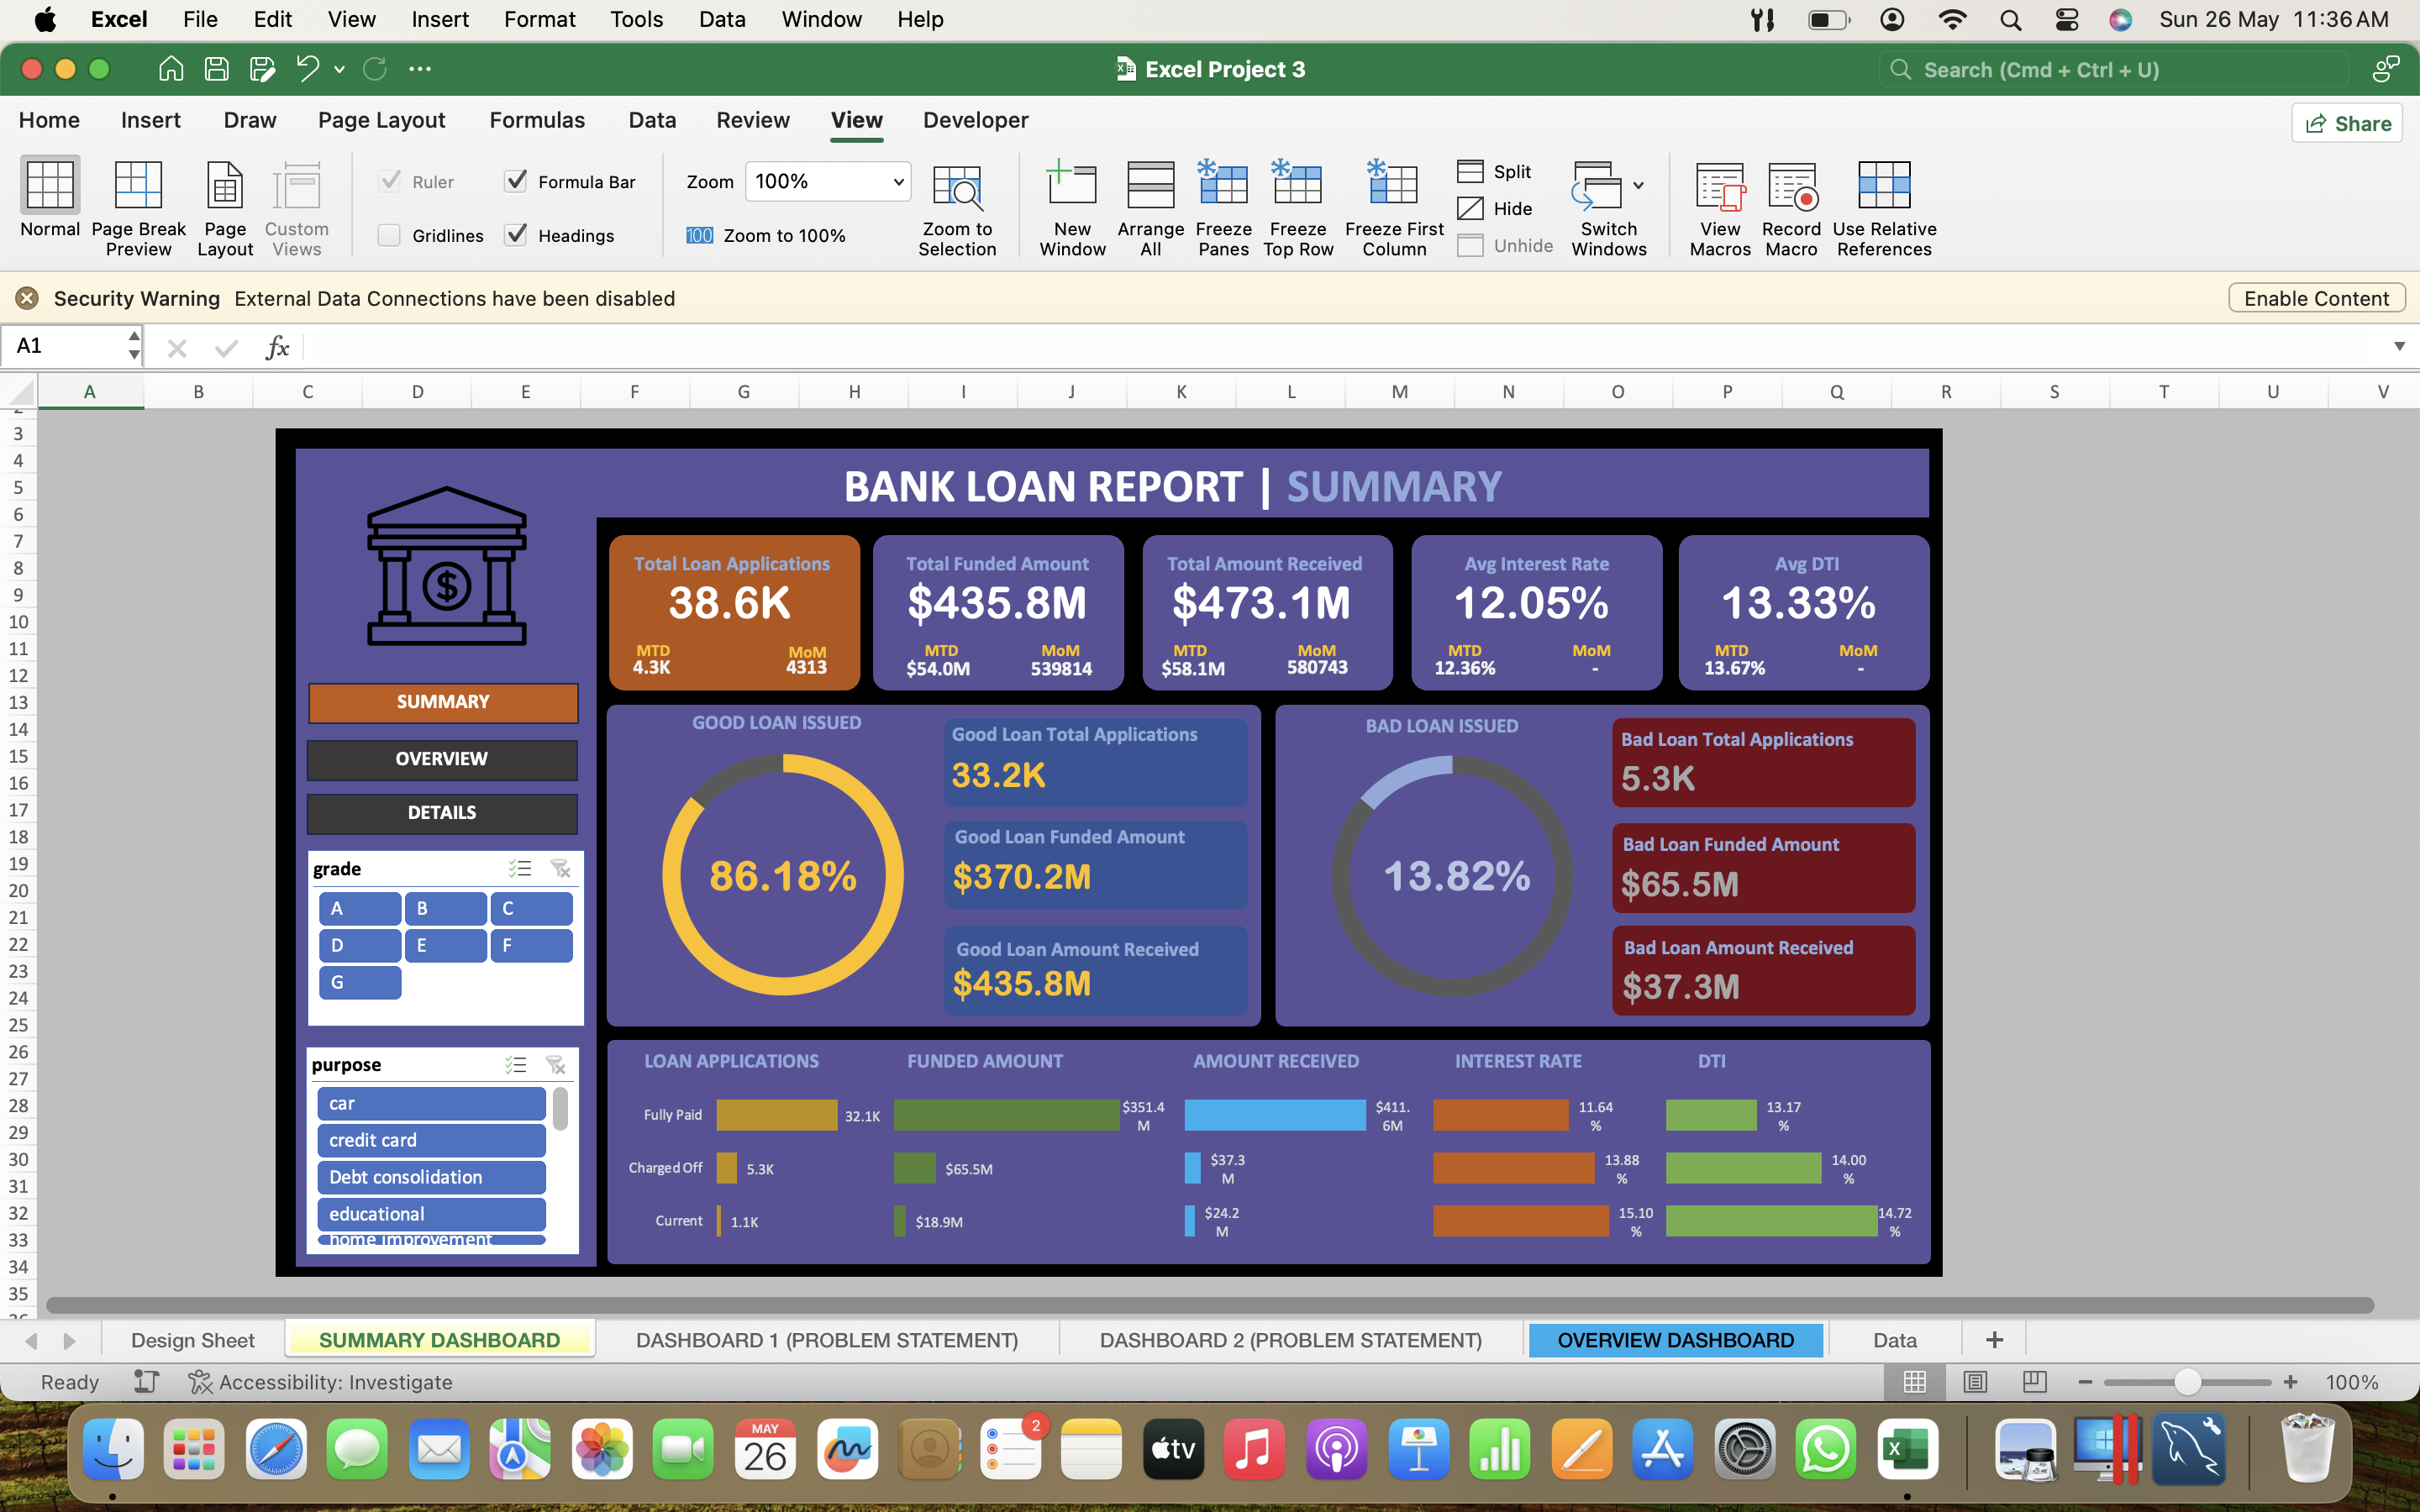 Excel File Edit View Insert Format Tools Data Window Help Sun 26 May 11:36 AM
Excel Project 3
Search (Cmd + Ctrl + U)
Home Insert Draw Page Layout Formulas Data Review View Developer Share
Normal Page Break Preview Page Layout Custom Views
Ruler Formula Bar
Gridlines Headings
Zoom 100%
100 Zoom to 100%
Zoom to Selection
New Window Arrange All Freeze Panes Freeze Top Row Freeze First Column
Split
Hide
Unhide
Switch Windows View Macros Record Macro Use Relative References
Security Warning External Data Connections have been disabled Enable Content
A1 fx
A B C D E F G H I J K L M N O P Q R S T U V
3
4
5
6
7
8
9
10
11
12
13
14
15
16
17
18
19
20
21
22
23
24
25
26
27
28
29
30
31
32
33
34
35
BANK LOAN REPORT | SUMMARY
$
SUMMARY
OVERVIEW
DETAILS
grade
A B C
D E F
G
purpose
car
credit card
Debt consolidation
educational
home improvement
Total Loan Applications
38.6K
MTD MoM
4.3K 4313
Total Funded Amount
$435.8M
MTD MoM
$54.0M 539814
Total Amount Received
$473.1M
MTD MoM
$58.1M 580743
Avg Interest Rate
12.05%
MTD MoM
12.36% -
Avg DTI
13.33%
MTD MoM
13.67% -
GOOD LOAN ISSUED
86.18%
Good Loan Total Applications
33.2K
Good Loan Funded Amount
$370.2M
Good Loan Amount Received
$435.8M
BAD LOAN ISSUED
13.82%
Bad Loan Total Applications
5.3K
Bad Loan Funded Amount
$65.5M
Bad Loan Amount Received
$37.3M
LOAN APPLICATIONS FUNDED AMOUNT AMOUNT RECEIVED INTEREST RATE DTI
Fully Paid 32.1K $351.4M $411.6M 11.64% 13.17%
Charged Off 5.3K $65.5M $37.3M 13.88% 14.00%
Current 1.1K $18.9M $24.2M 15.10% 14.72%
Design Sheet SUMMARY DASHBOARD DASHBOARD 1 (PROBLEM STATEMENT) DASHBOARD 2 (PROBLEM STATEMENT) OVERVIEW DASHBOARD Data +
Ready Accessibility: Investigate 100%
MAY
26
2
tv
X